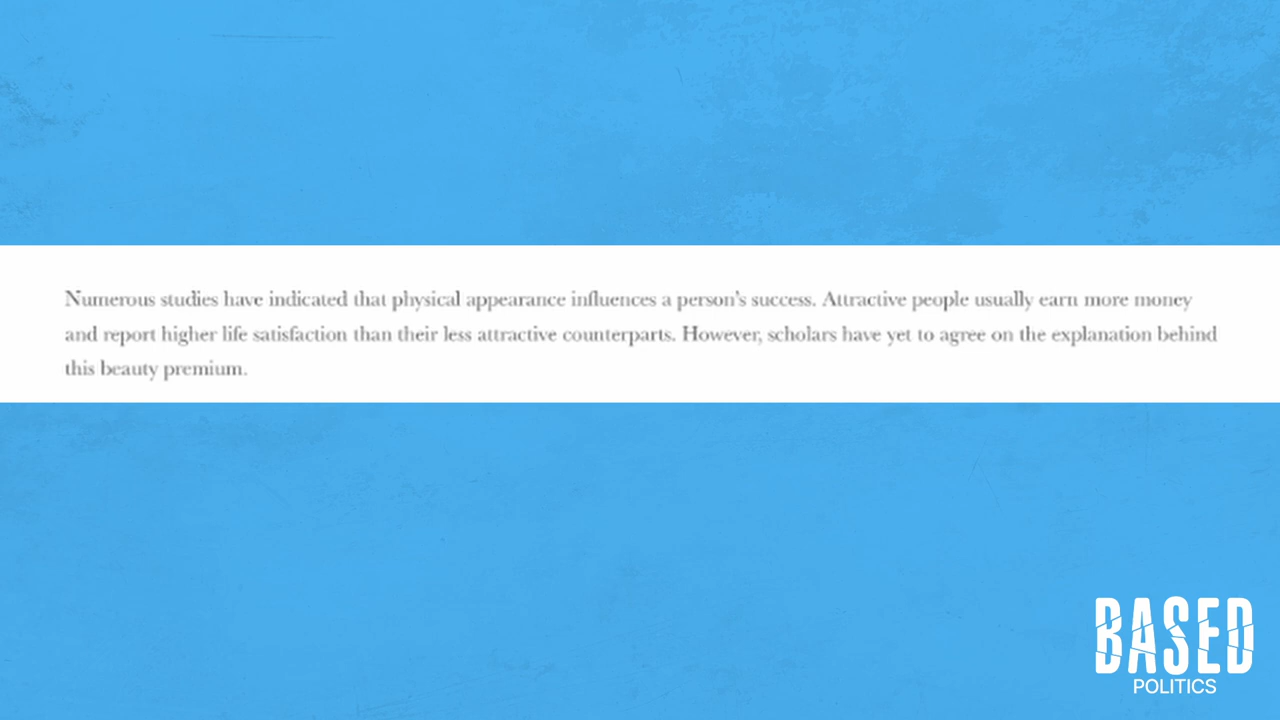 Numerous studies have indicated that physical appearance influences a person's success. Attractive people usually earn more money
and report higher life satisfaction than their less attractive counterparts. However, scholars have yet to agree on the explanation behind
this beauty premium.
BASED
POLITICS